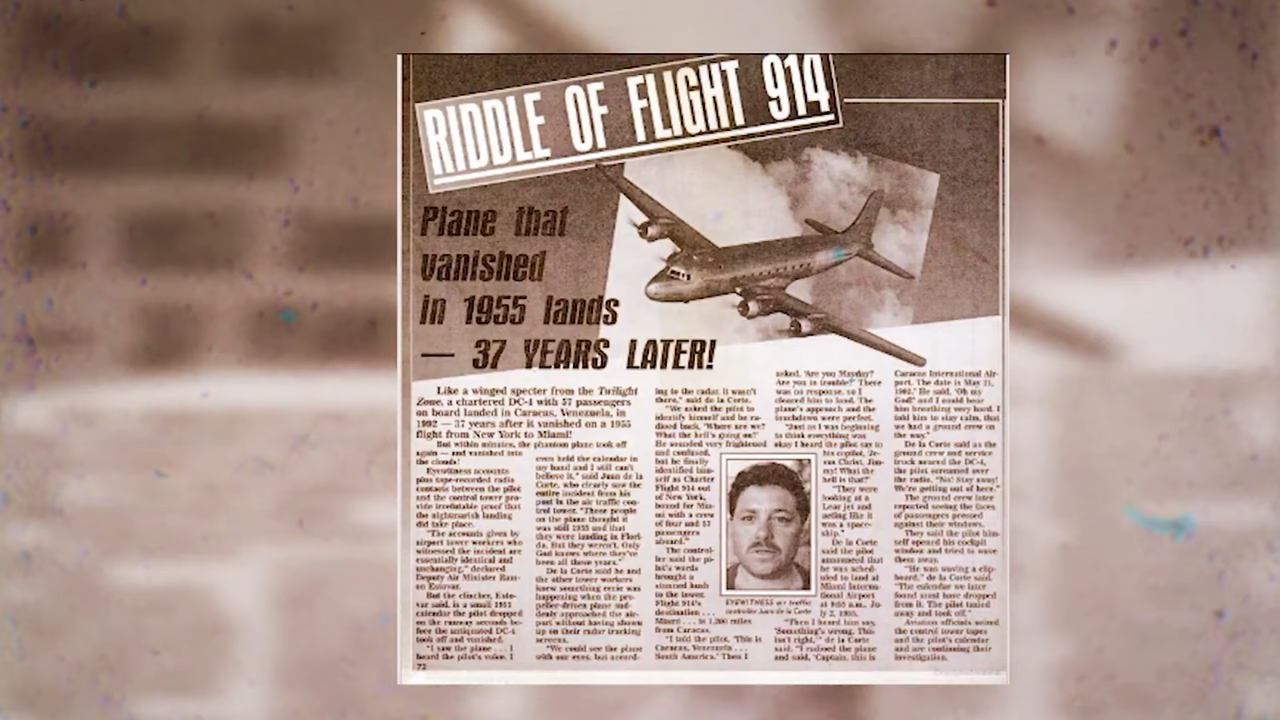 RIDDLE OF FLIGHT 914
Plane that
vanished
in 1955 lands
— 37 YEARS LATER!
Like a winged specter from the Twilight
Zone, a chartered DC-4 with 57 passengers
on board landed in Caracas, Venezuela, in
1992 — 37 years after it vanished on a 1955
flight from New York to Miami!
But within minutes, the phantom plane took off
again — and vanished into
the clouds!
Eyewitness accounts
plus tape-recorded radio
contacts between the pilot
and the control tower pro-
vide irrefutable proof that
the nightmarish landing
did take place.
"The accounts given by
airport tower workers who
witnessed the incident are
essentially identical and
unchanging," declared
Deputy Air Minister Ram-
on Estovar.
But the clincher, Esto-
var said, is a small 1955
calendar the pilot dropped
on the runway seconds be-
fore the antiquated DC-4
took off and vanished.
"I saw the plane . . . I
heard the pilot's voice. I
72
even held the calendar in
my hand and I still can't
believe it," said Juan de la
Corte, who clearly saw the
entire incident from his
post in the air traffic con-
trol tower. "These people
on the plane thought it
was still 1955 and that
they were landing in Flori-
da. But they weren't. Only
God knows where they've
been all these years."
De la Corte said he and
the other tower workers
knew something eerie was
happening when the pro-
peller-driven plane sud-
denly approached the air-
port without having shown
up on their radar tracking
screens.
"We could see the plane
with our eyes, but accord-
ing to the radar, it wasn't
there," said de la Corte.
"We asked the pilot to
identify himself and he ra-
dioed back, 'Where are we?
What the hell's going on?'
He sounded very frightened
and confused,
but he finally
identified him-
self as Charter
Flight 914 out
of New York,
bound for Mia-
mi with a crew
of four and 57
passengers
aboard."
The control-
ler said the pi-
lot's words
brought a
stunned hush
to the tower.
Flight 914's
destination . . .
Miami . . . is 1,300 miles
from Caracas.
"I told the pilot, 'This is
Caracas, Venezuela . . .
South America.' Then I
asked, 'Are you Mayday?
Are you in trouble?' There
was no response, so I
cleared him to land. The
plane's approach and the
touchdown were perfect.
"Just as I was beginning
to think everything was
okay I heard the pilot say to
his copilot, 'Je-
sus Christ, Jim-
my! What the
hell is that?'
"They were
looking at a
Lear jet and
acting like it
was a space-
ship."
De la Corte
said the pilot
announced that
he was sched-
uled to land at
Miami Interna-
tional Airport
at 9:55 a.m., Ju-
ly 2, 1955.
EYEWITNESS air traffic
controller Juan de la Corte
"Then I heard him say,
'Something's wrong. This
isn't right,'" de la Corte
said. "I radioed the plane
and said, 'Captain, this is
Caracas International Air-
port. The date is May 21,
1992.' He said, 'Oh my
God!' and I could hear
him breathing very hard. I
told him to stay calm, that
we had a ground crew on
the way."
De la Corte said as the
ground crew and service
truck neared the DC-4,
the pilot screamed over
the radio, "No! Stay away!
We're getting out of here."
The ground crew later
reported seeing the faces
of passengers pressed
against their windows.
They said the pilot him-
self opened his cockpit
window and tried to wave
them away.
"He was waving a clip-
board," de la Corte said.
"The calendar we later
found must have dropped
from it. The pilot taxied
away and took off."
Aviation officials seized
the control tower tapes
and the pilot's calendar
and are continuing their
investigation.